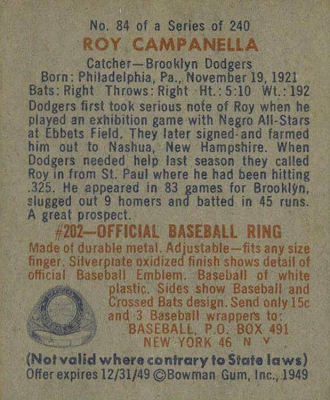 No. 84 of a Series of 240
ROY CAMPANELLA
Catcher—Brooklyn Dodgers
Born: Philadelphia, Pa., November 19, 1921
Bats: Right Throws: Right Ht.: 5:10 Wt.: 192
Dodgers first took serious note of Roy when he
played an exhibition game with Negro All-Stars
at Ebbets Field. They later signed and farmed
him out to Nashua, New Hampshire. When
Dodgers needed help last season they called
Roy in from St. Paul where he had been hitting
.325. He appeared in 83 games for Brooklyn,
slugged out 9 homers and batted in 45 runs.
A great prospect.
#202—OFFICIAL BASEBALL RING
Made of durable metal. Adjustable—fits any size
finger. Silverplate oxidized finish shows detail of
official Baseball Emblem. Baseball of white
plastic. Sides show Baseball and
Crossed Bats design. Send only 15c
and 3 Baseball wrappers to:
BASEBALL, P.O. BOX 491
NEW YORK 46 N Y
(Not valid where contrary to State laws)
Offer expires 12/31/49 ©Bowman Gum, Inc., 1949